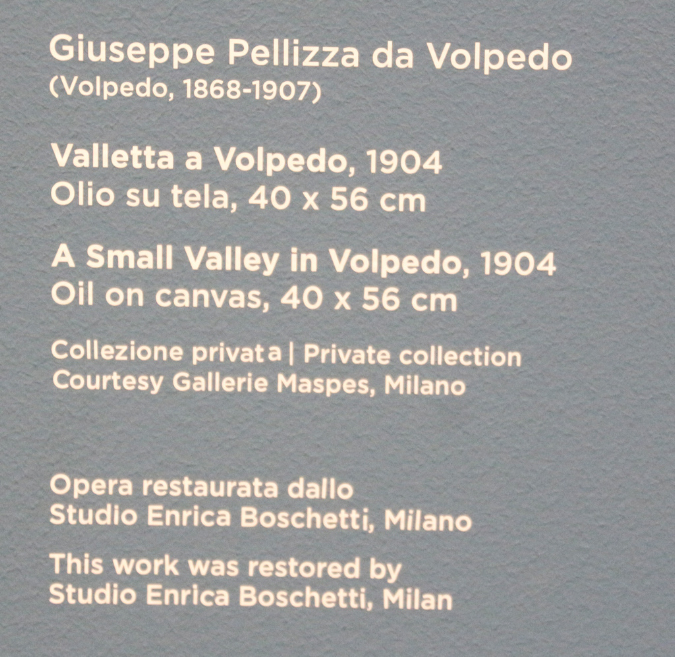 Giuseppe Pellizza da Volpedo
(Volpedo, 1868-1907)
Valletta a Volpedo, 1904
Olio su tela, 40 x 56 cm
A Small Valley in Volpedo, 1904
Oil on canvas, 40 x 56 cm
Collezione privata | Private collection
Courtesy Gallerie Maspes, Milano
Opera restaurata dallo
Studio Enrica Boschetti, Milano
This work was restored by
Studio Enrica Boschetti, Milan